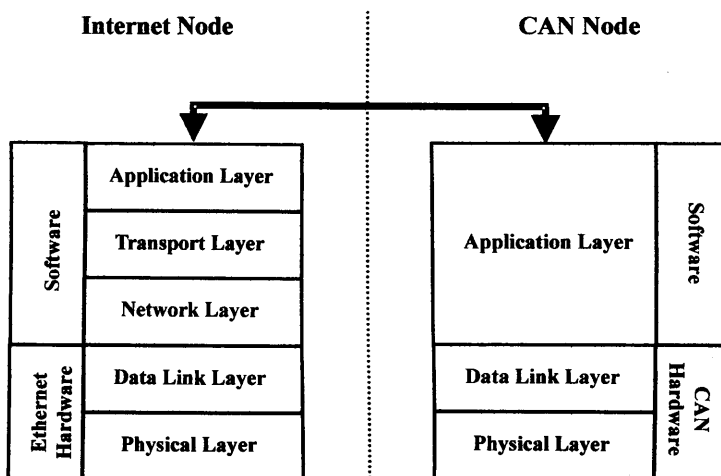 Internet Node
CAN Node
Software
Application Layer
Transport Layer
Network Layer
Ethernet
Hardware
Data Link Layer
Physical Layer
Application Layer
Software
Data Link Layer
Physical Layer
CAN
Hardware